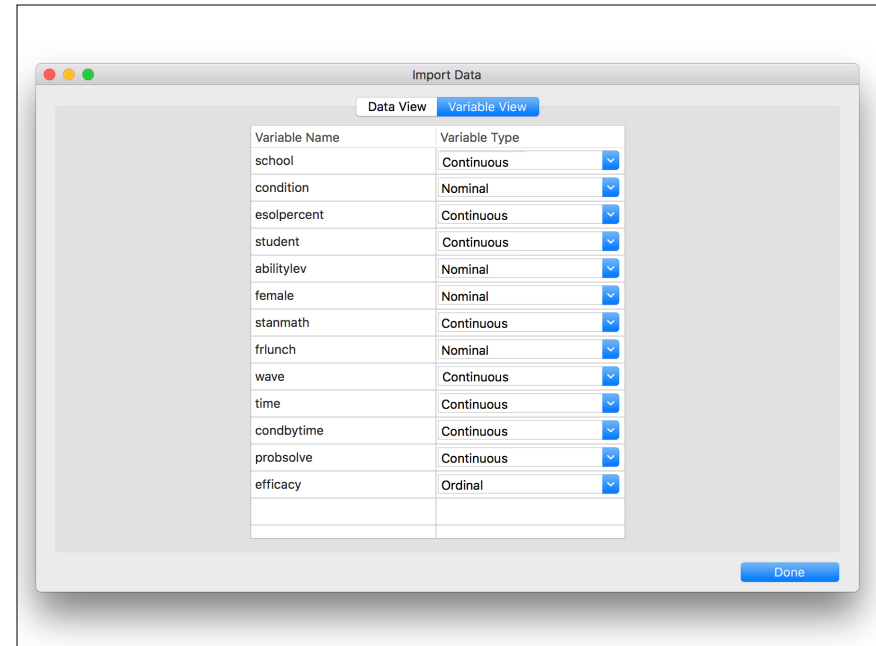 Import Data
Data View Variable View
Variable Name Variable Type
school Continuous
condition Nominal
esolpercent Continuous
student Continuous
abilitylev Nominal
female Nominal
stanmath Continuous
frlunch Nominal
wave Continuous
time Continuous
condbytime Continuous
probsolve Continuous
efficacy Ordinal
Done